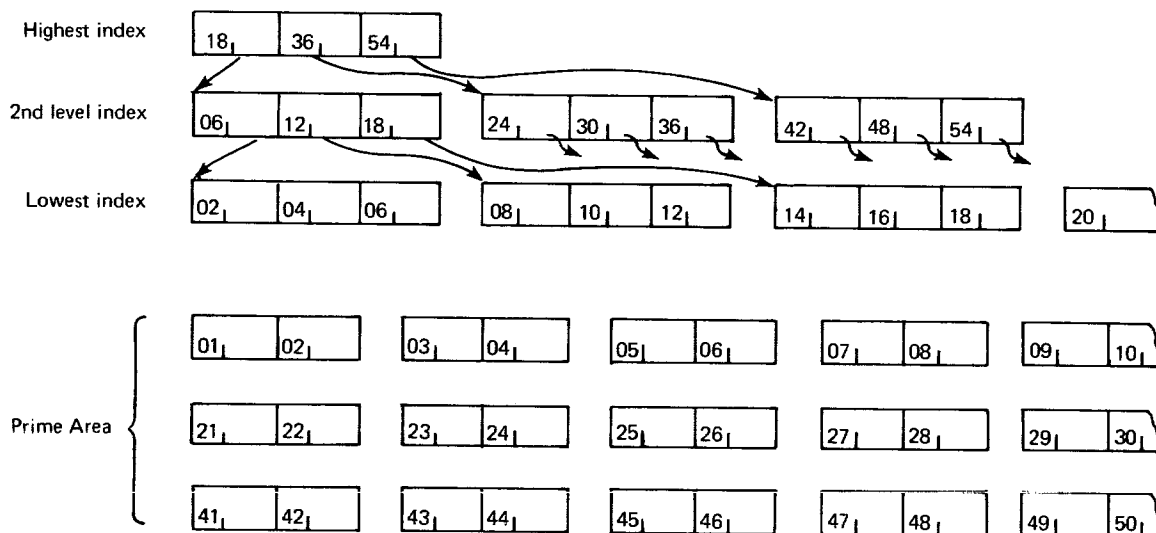 Highest index 18 36 54
2nd level index 06 12 18 24 30 36 42 48 54
Lowest index 02 04 06 08 10 12 14 16 18 20
01 02 03 04 05 06 07 08 09 10
Prime Area 21 22 23 24 25 26 27 28 29 30
41 42 43 44 45 46 47 48 49 50